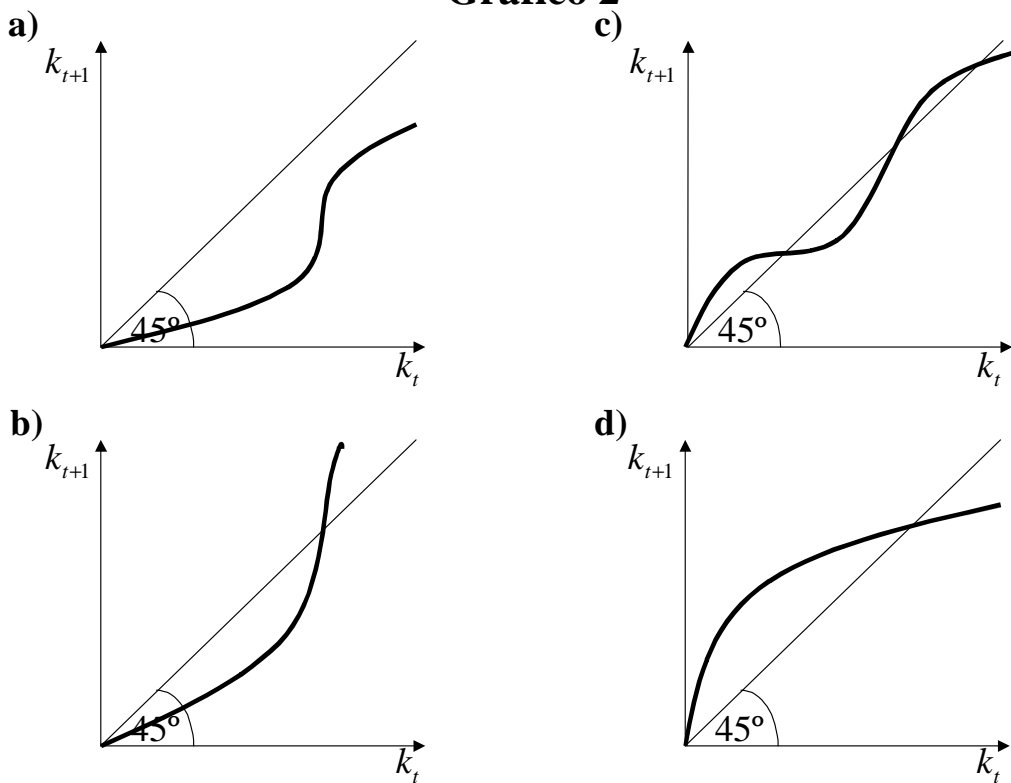 Gráfico 2
a)
k_{t+1}
45º
k_t
c)
k_{t+1}
45º
k_t
b)
k_{t+1}
45º
k_t
d)
k_{t+1}
45º
k_t